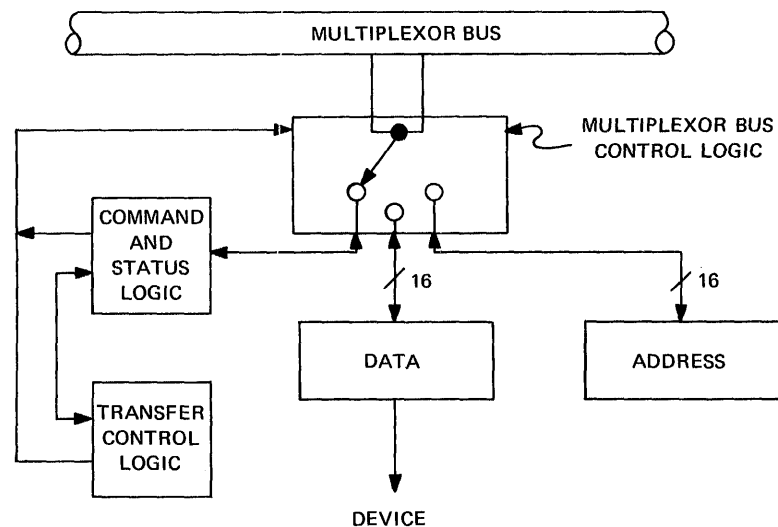 MULTIPLEXOR BUS
MULTIPLEXOR BUS
CONTROL LOGIC
COMMAND
AND
STATUS
LOGIC
16
16
DATA
ADDRESS
TRANSFER
CONTROL
LOGIC
DEVICE